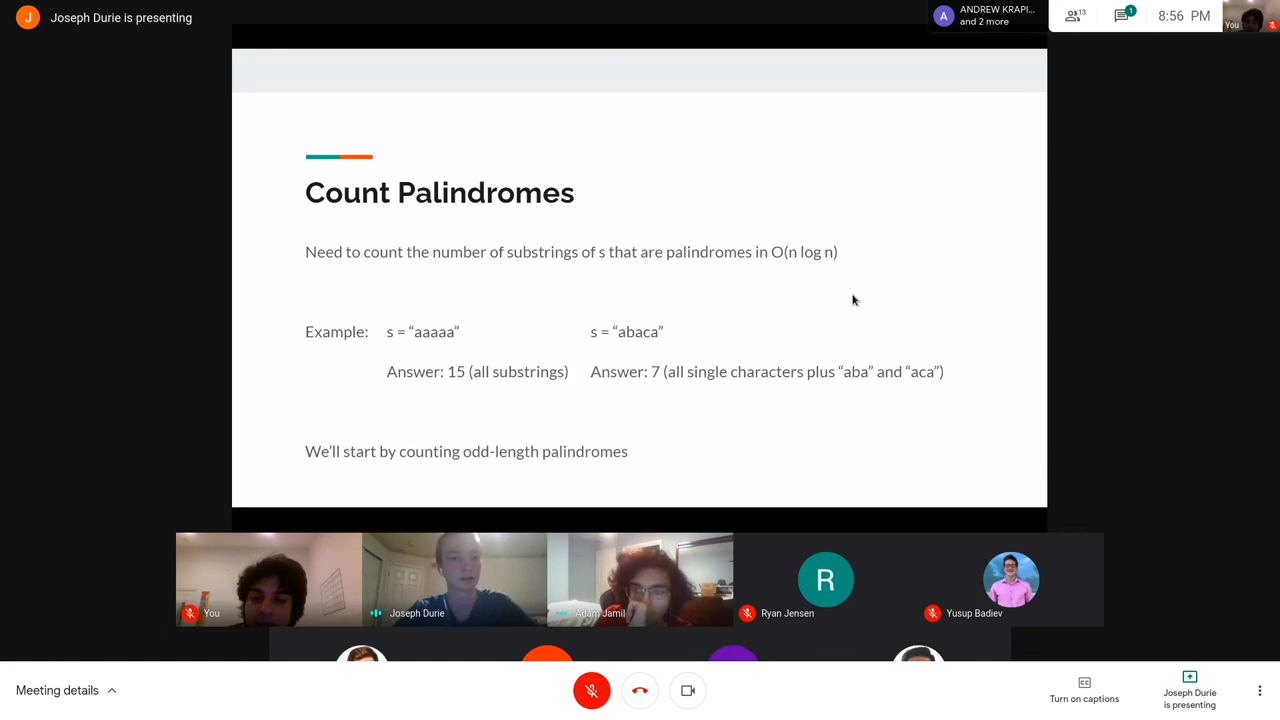 J
Joseph Durie is presenting
A
ANDREW KRAPI...
and 2 more
13
1
8:56 PM
You
Count Palindromes
Need to count the number of substrings of s that are palindromes in O(n log n)
Example: s = “aaaaa” s = “abaca”
Answer: 15 (all substrings) Answer: 7 (all single characters plus “aba” and “aca”)
We’ll start by counting odd-length palindromes
R
You
Joseph Durie
Adam Jamil
Ryan Jensen
Yusup Badiev
Meeting details
CC
Turn on captions
Joseph Durie
is presenting